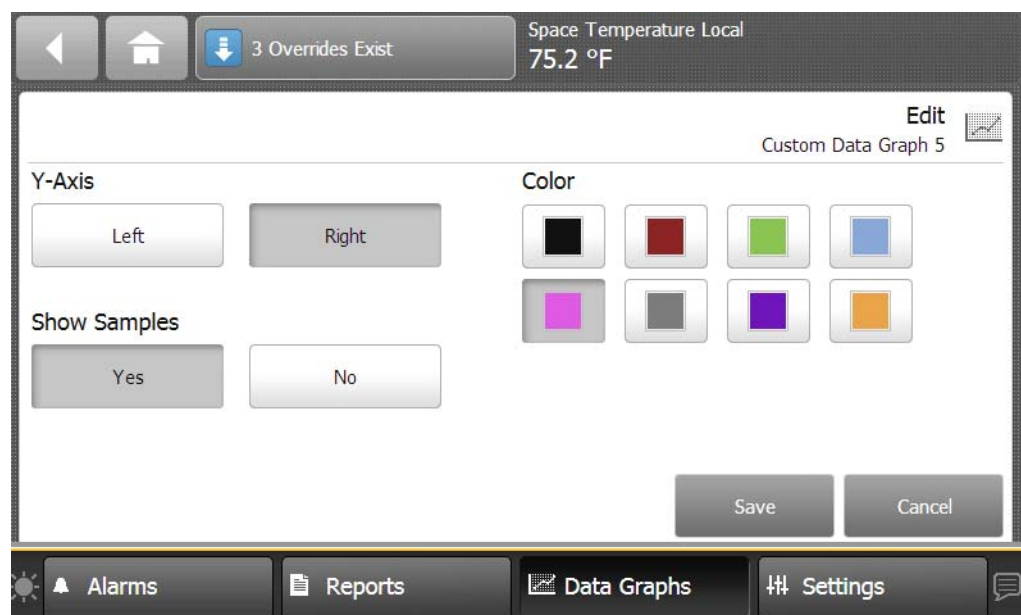 3 Overrides Exist
Space Temperature Local
75.2 °F
Edit
Custom Data Graph 5
Y-Axis
Left
Right
Show Samples
Yes
No
Color
Save
Cancel
Alarms
Reports
Data Graphs
Settings